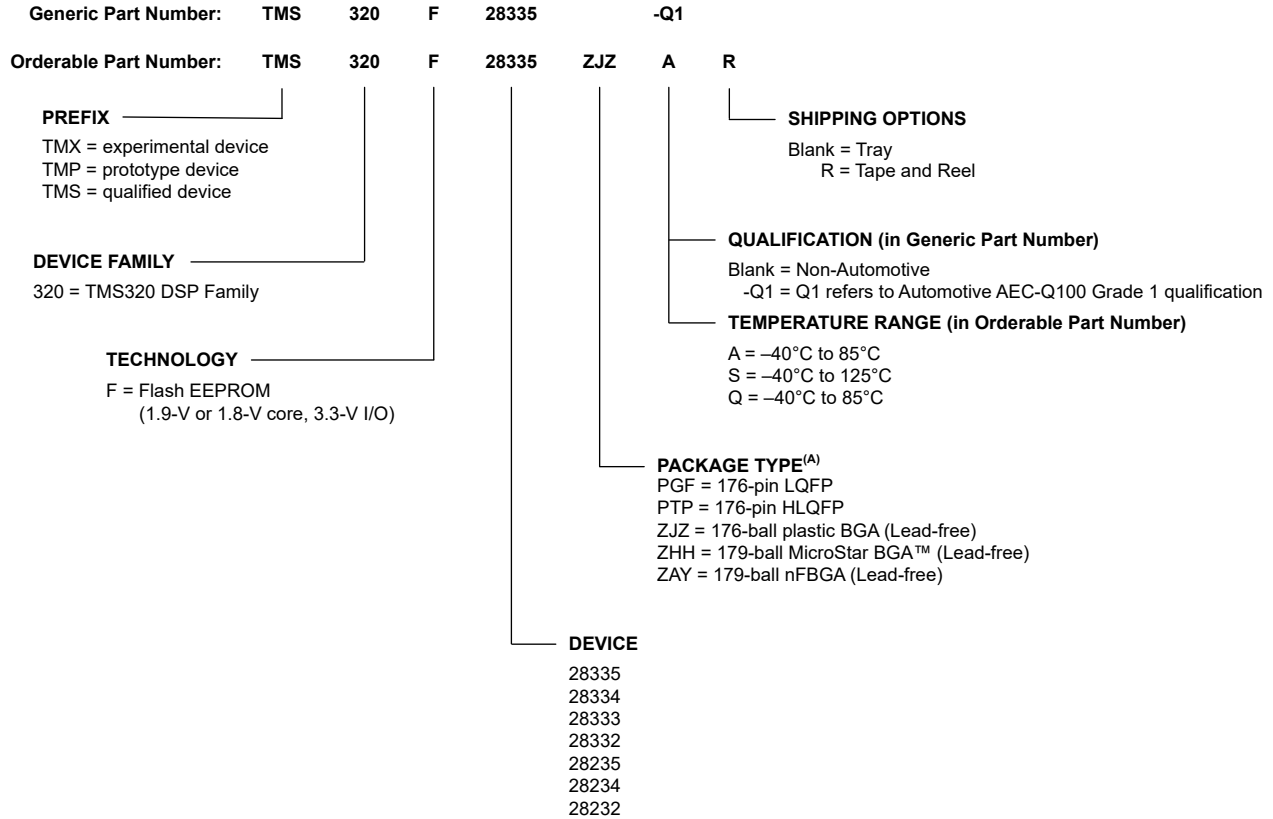 Generic Part Number: TMS 320 F 28335 -Q1
Orderable Part Number: TMS 320 F 28335 ZJZ A R
PREFIX
TMX = experimental device
TMP = prototype device
TMS = qualified device
SHIPPING OPTIONS
Blank = Tray
R = Tape and Reel
DEVICE FAMILY
320 = TMS320 DSP Family
QUALIFICATION (in Generic Part Number)
Blank = Non-Automotive
-Q1 = Q1 refers to Automotive AEC-Q100 Grade 1 qualification
TEMPERATURE RANGE (in Orderable Part Number)
A = –40°C to 85°C
S = –40°C to 125°C
Q = –40°C to 85°C
TECHNOLOGY
F = Flash EEPROM
(1.9-V or 1.8-V core, 3.3-V I/O)
PACKAGE TYPE(A)
PGF = 176-pin LQFP
PTP = 176-pin HLQFP
ZJZ = 176-ball plastic BGA (Lead-free)
ZHH = 179-ball MicroStar BGA™ (Lead-free)
ZAY = 179-ball nFBGA (Lead-free)
DEVICE
28335
28334
28333
28332
28235
28234
28232